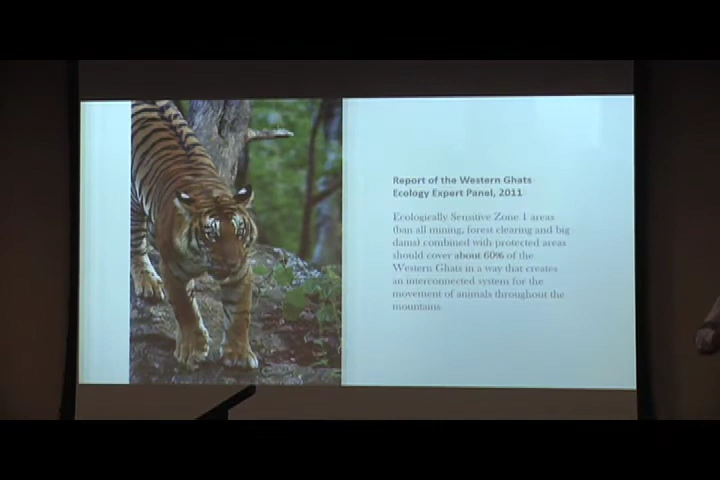 Report of the Western Ghats
Ecology Expert Panel, 2011
Ecologically Sensitive Zone 1 areas
(ban all mining, forest clearing and big
dams) combined with protected areas
should cover about 60% of the
Western Ghats in a way that creates
an interconnected system for the
movement of animals throughout the
mountains